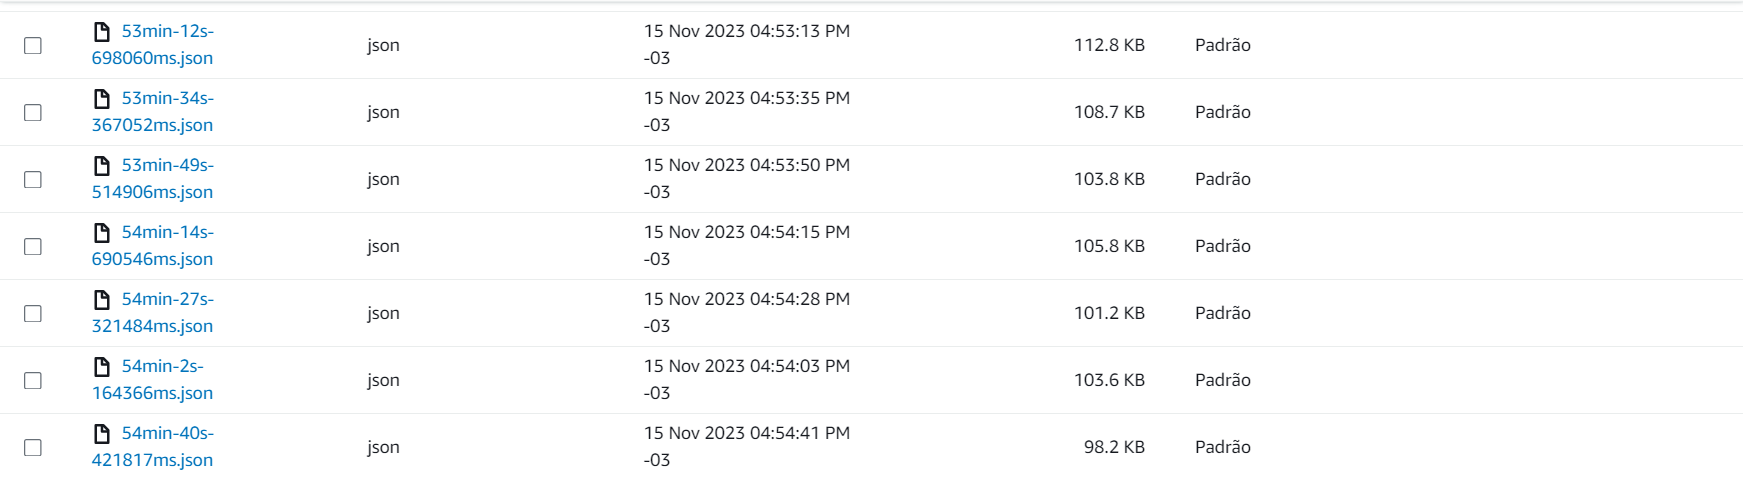 53min-12s-
698060ms.json
json
15 Nov 2023 04:53:13 PM
-03
112.8 KB
Padrão
53min-34s-
367052ms.json
json
15 Nov 2023 04:53:35 PM
-03
108.7 KB
Padrão
53min-49s-
514906ms.json
json
15 Nov 2023 04:53:50 PM
-03
103.8 KB
Padrão
54min-14s-
690546ms.json
json
15 Nov 2023 04:54:15 PM
-03
105.8 KB
Padrão
54min-27s-
321484ms.json
json
15 Nov 2023 04:54:28 PM
-03
101.2 KB
Padrão
54min-2s-
164366ms.json
json
15 Nov 2023 04:54:03 PM
-03
103.6 KB
Padrão
54min-40s-
421817ms.json
json
15 Nov 2023 04:54:41 PM
-03
98.2 KB
Padrão